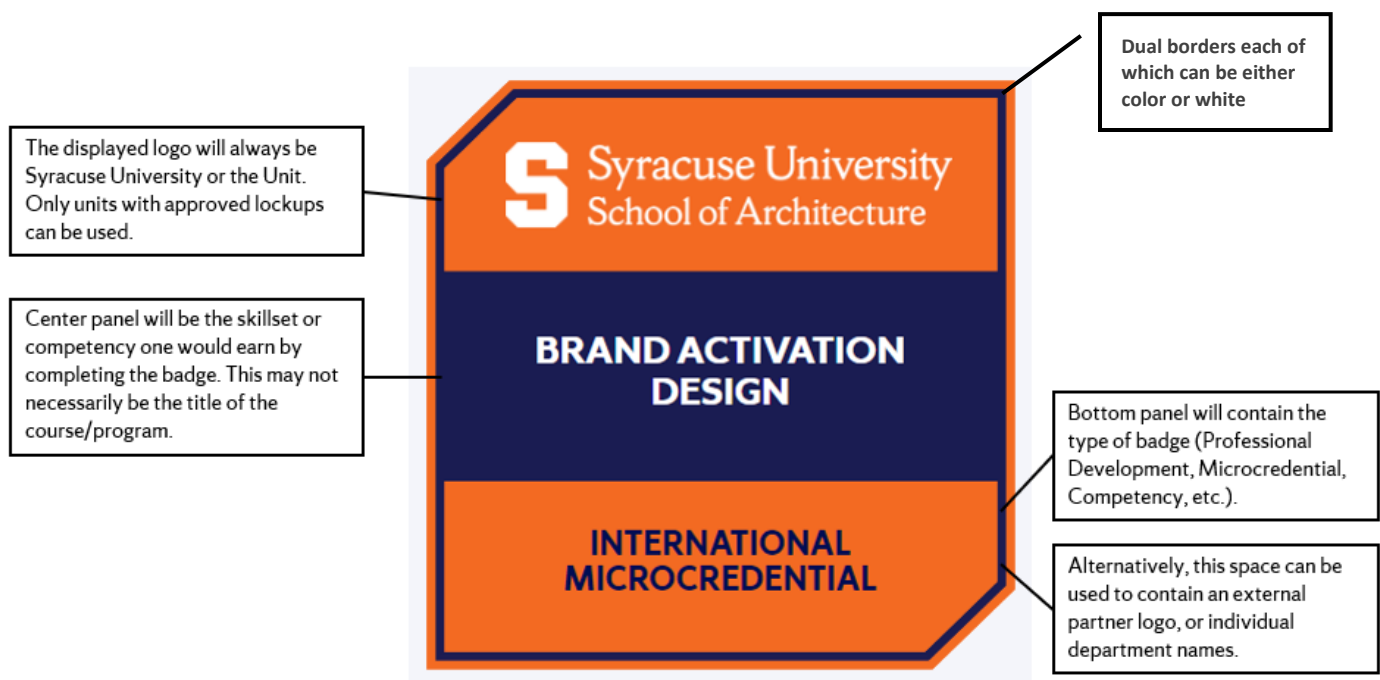 Dual borders each of
which can be either
color or white
The displayed logo will always be
Syracuse University or the Unit.
Only units with approved lockups
can be used.
S Syracuse University
School of Architecture
Center panel will be the skillset or
competency one would earn by
completing the badge. This may not
necessarily be the title of the
course/program.
BRAND ACTIVATION
DESIGN
Bottom panel will contain the
type of badge (Professional
Development, Microcredential,
Competency, etc.).
INTERNATIONAL
MICROCREDENTIAL
Alternatively, this space can be
used to contain an external
partner logo, or individual
department names.